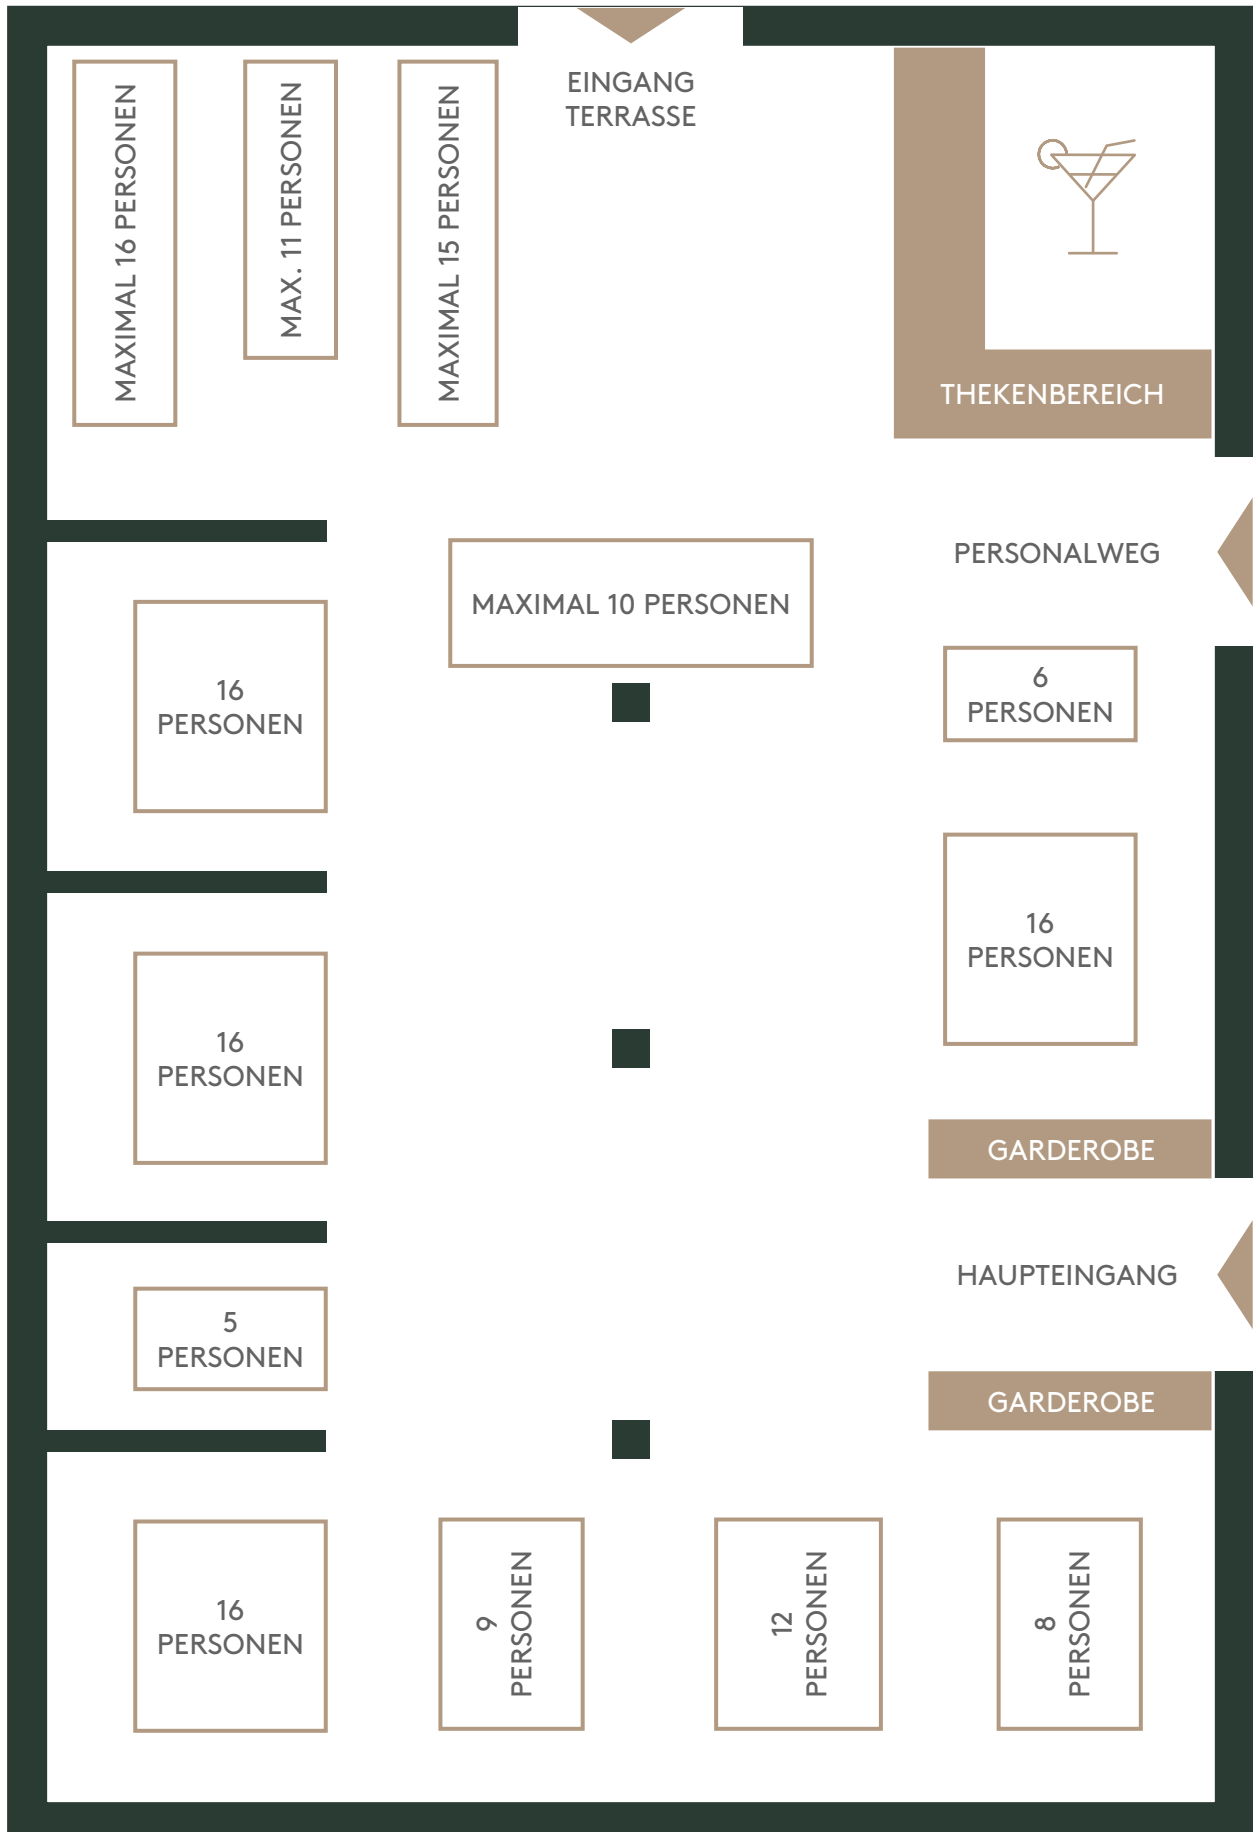 EINGANG
TERRASSE
MAXIMAL 16 PERSONEN
MAX. 11 PERSONEN
MAXIMAL 15 PERSONEN
THEKENBEREICH
PERSONALWEG
MAXIMAL 10 PERSONEN
16
PERSONEN
6
PERSONEN
16
PERSONEN
16
PERSONEN
GARDEROBE
HAUPTEINGANG
5
PERSONEN
GARDEROBE
16
PERSONEN
9
PERSONEN
12
PERSONEN
8
PERSONEN